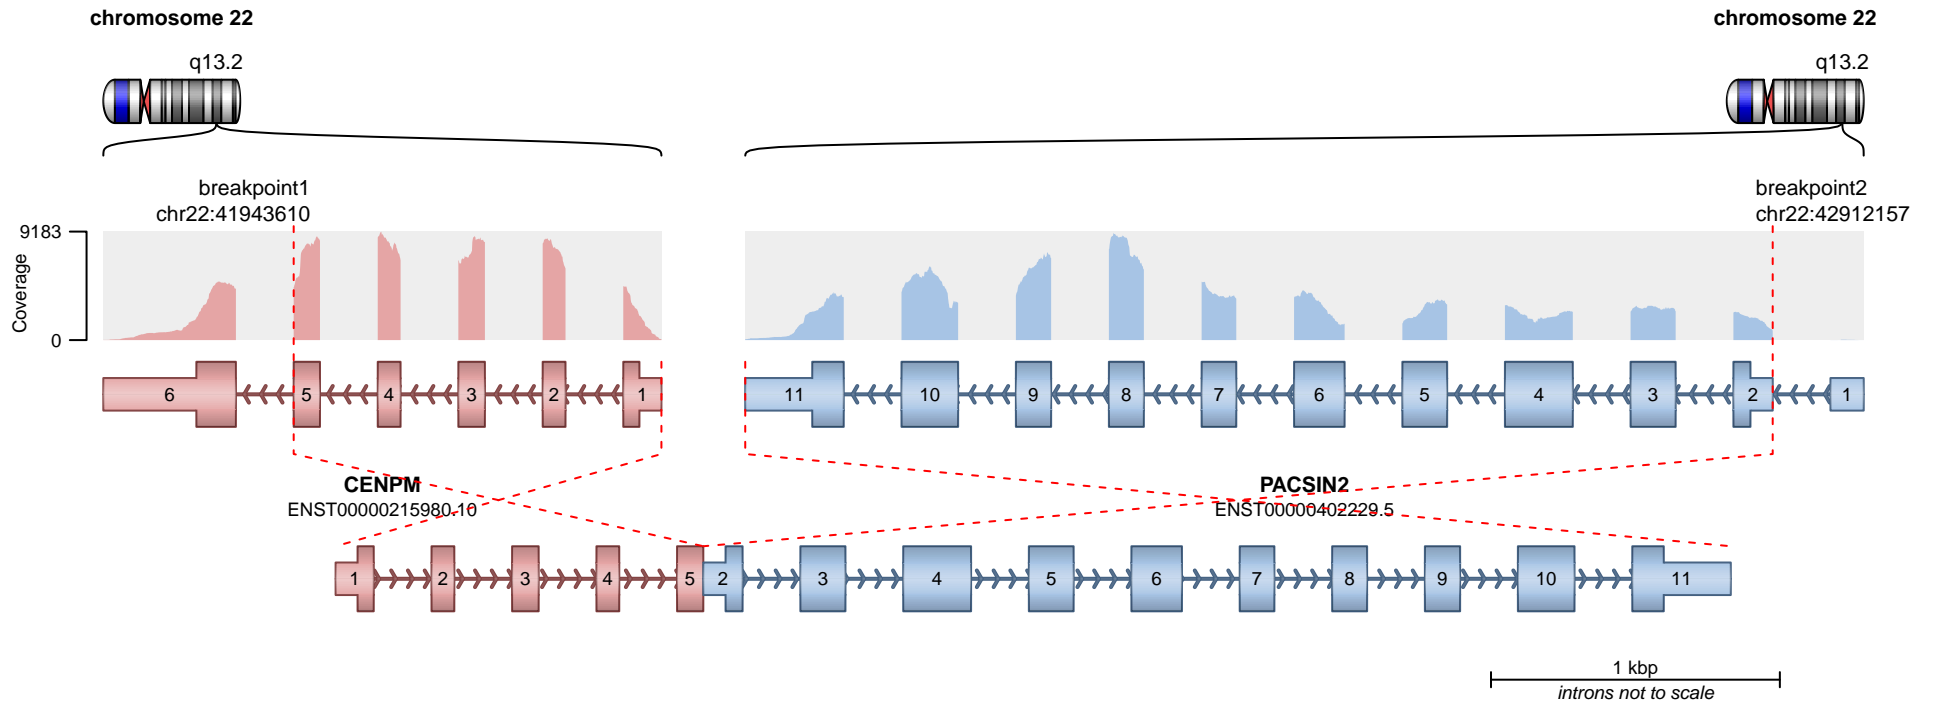 chromosome 22
chromosome 22
q13.2
q13.2
breakpoint1
chr22:41943610
breakpoint2
chr22:42912157
9183
Coverage
0
6 5 4 3 2 1
11 10 9 8 7 6 5 4 3 2 1
CENPM
ENST00000215980.10
PACSIN2
ENST00000402229.5
1 2 3 4 5 2 3 4 5 6 7 8 9 10 11
1 kbp
introns not to scale